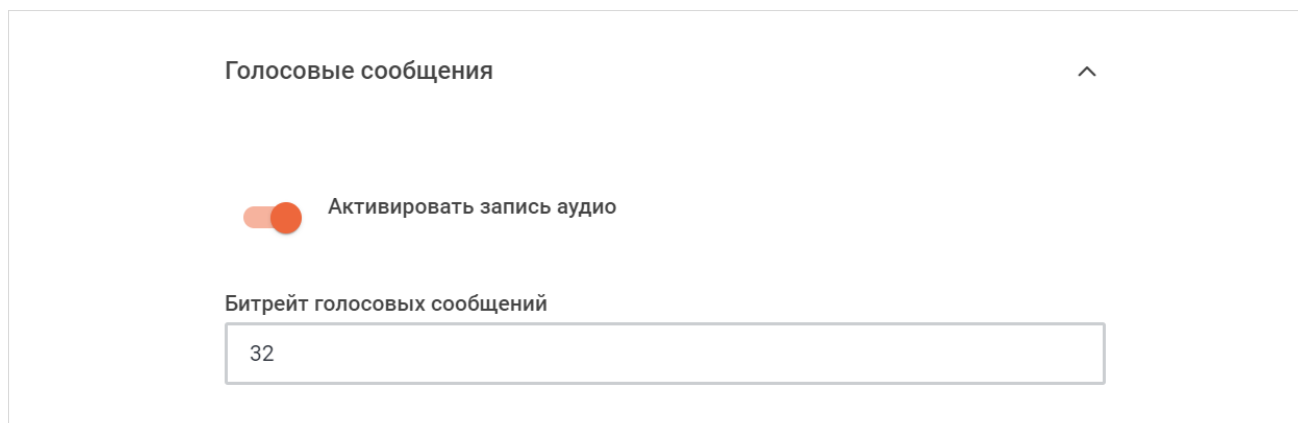 Голосовые сообщения
Активировать запись аудио
Битрейт голосовых сообщений
32